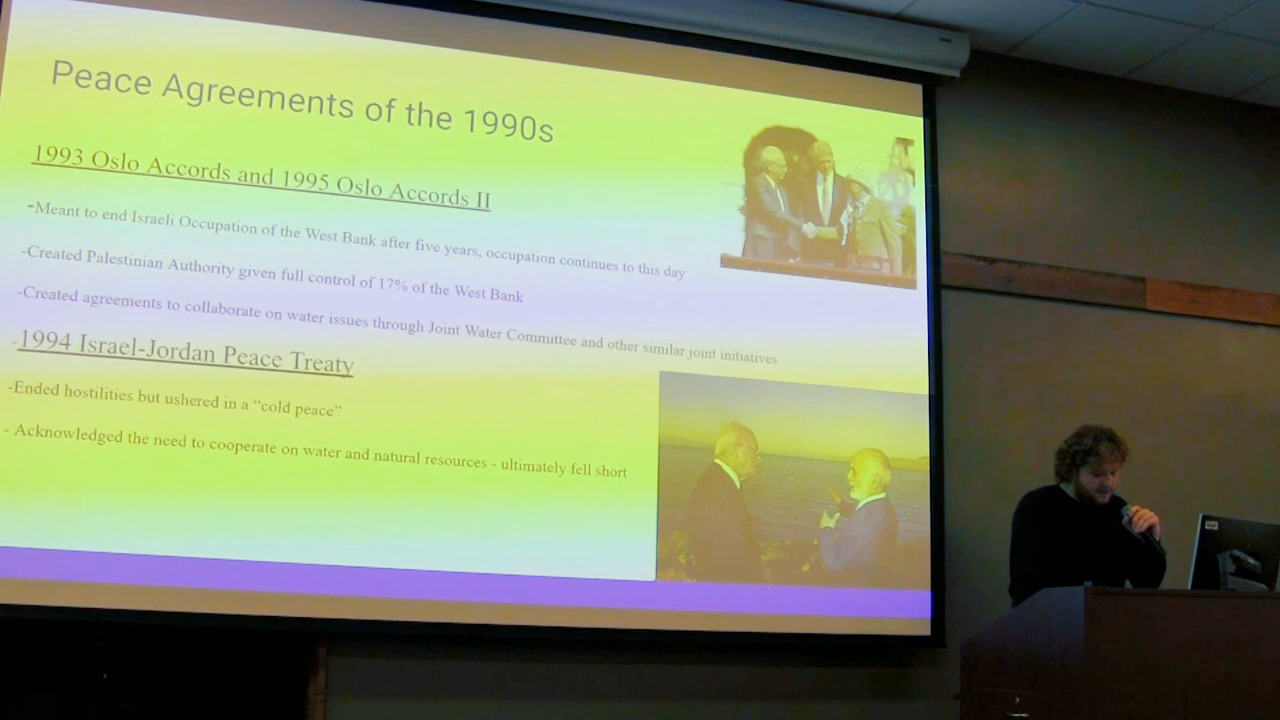 Peace Agreements of the 1990s
1993 Oslo Accords and 1995 Oslo Accords II
-Meant to end Israeli Occupation of the West Bank after five years, occupation continues to this day
-Created Palestinian Authority given full control of 17% of the West Bank
-Created agreements to collaborate on water issues through Joint Water Committee and other similar joint initiatives
-1994 Israel-Jordan Peace Treaty
-Ended hostilities but ushered in a “cold peace”
- Acknowledged the need to cooperate on water and natural resources - ultimately fell short